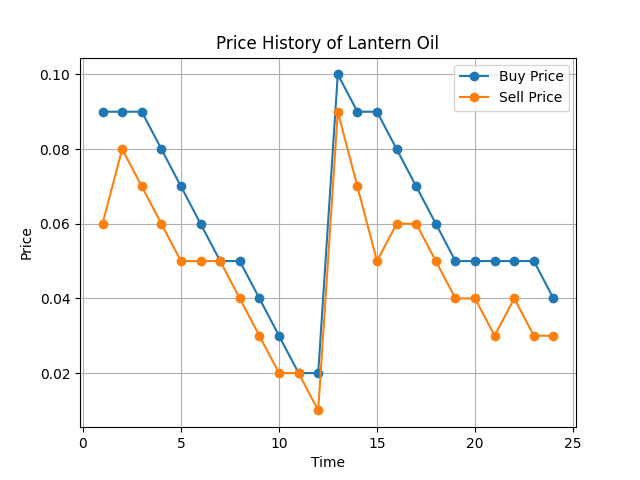 Price History of Lantern Oil
Buy Price
Sell Price
0.10
0.08
0.06
0.04
0.02
Price
0 5 10 15 20 25
Time